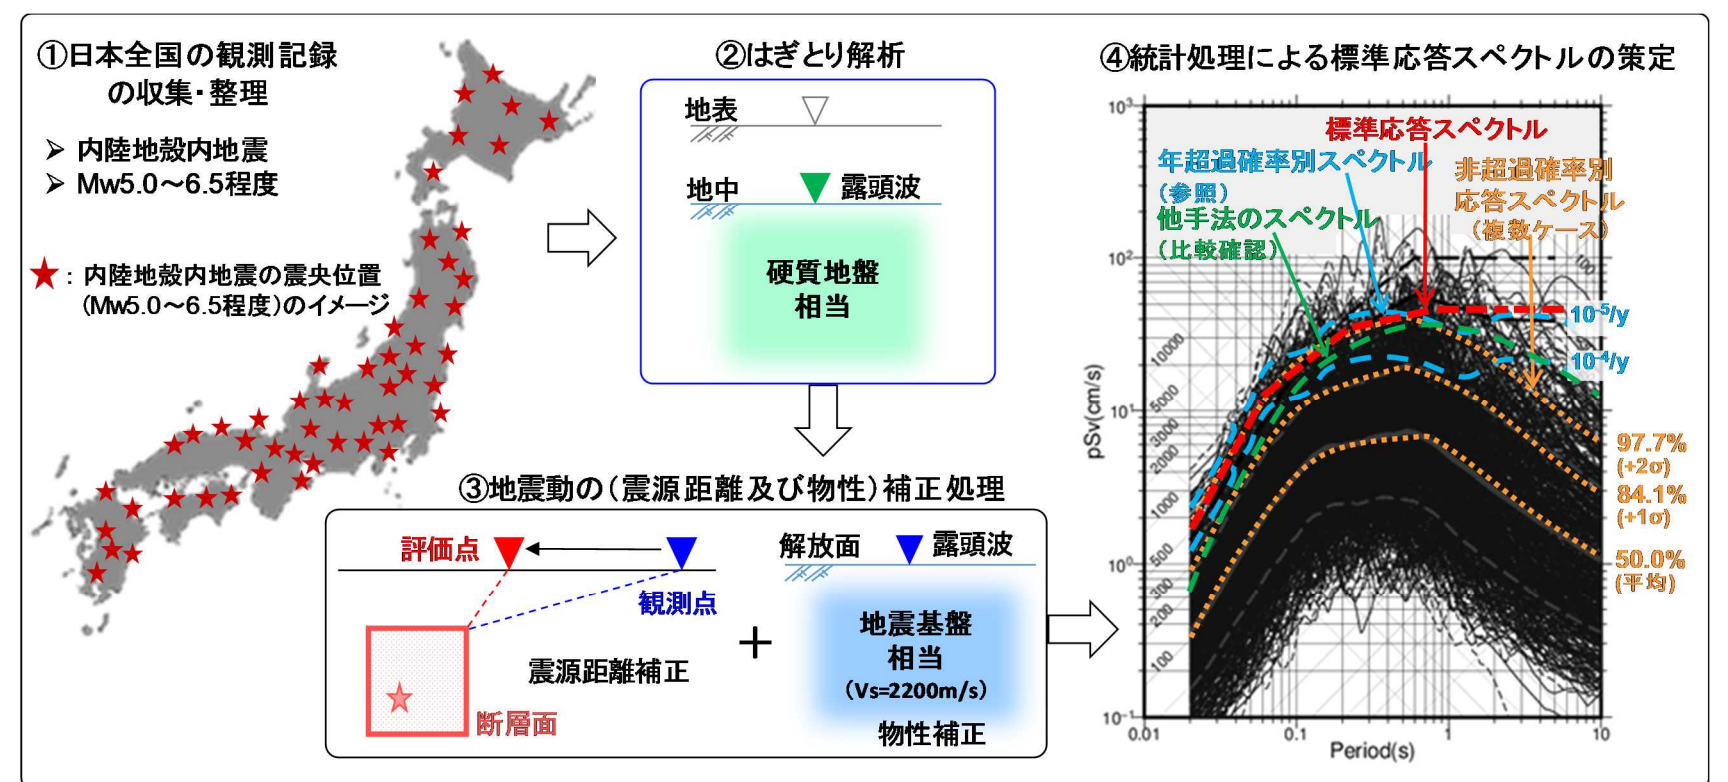 ①日本全国の観測記録
の収集・整理
➢ 内陸地殻内地震
➢ Mw5.0～6.5程度
★：内陸地殻内地震の震央位置
(Mw5.0～6.5程度)のイメージ
②はぎとり解析
地表
地中
露頭波
硬質地盤
相当
③地震動の（震源距離及び物性）補正処理
評価点
観測点
震源距離補正
断層面
+
解放面
露頭波
地震基盤
相当
（Vs=2200m/s）
物性補正
④統計処理による標準応答スペクトルの策定
標準応答スペクトル
年超過確率別スペクトル
（参照）
他手法のスペクトル
（比較確認）
非超過確率別
応答スペクトル
（複数ケース）
10⁻⁵/y
10⁻⁴/y
97.7%
(+2σ)
84.1%
(+1σ)
50.0%
(平均)
pSv(cm/s)
10³
10²
10¹
10⁰
10⁻¹
100
10000
5000
3000
2000
1000
500
300
200
100
0.01
0.1
1
10
Period(s)